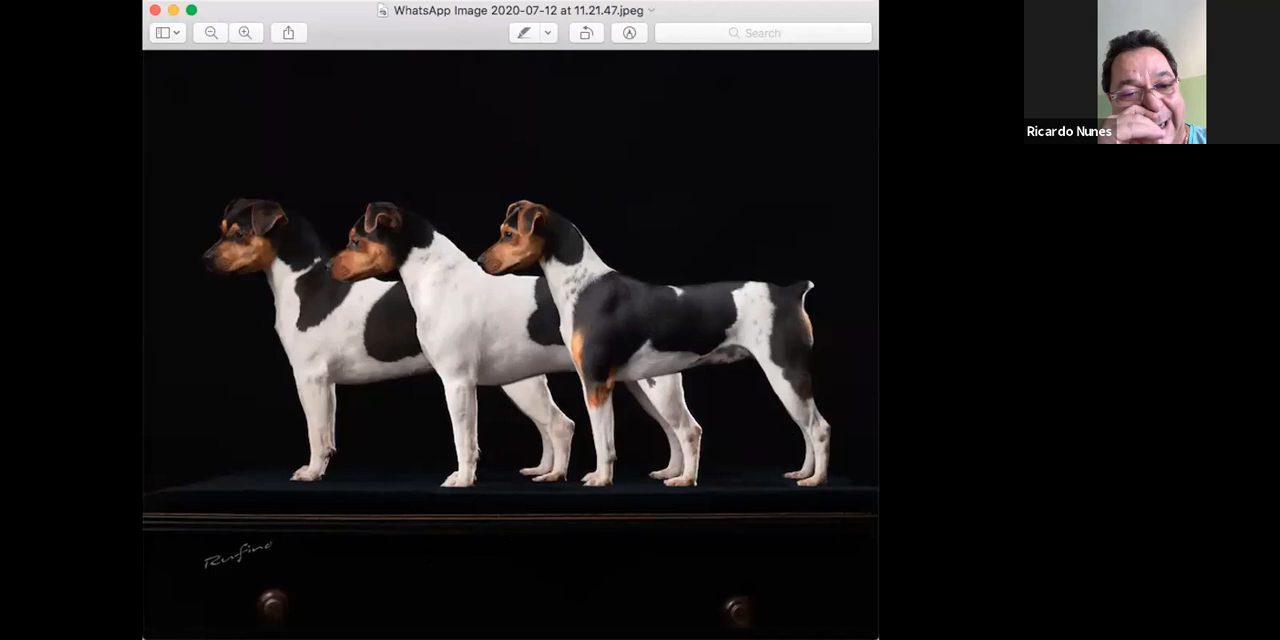 WhatsApp Image 2020-07-12 at 11.21.47.jpeg
Search
Ricardo Nunes
Rufino